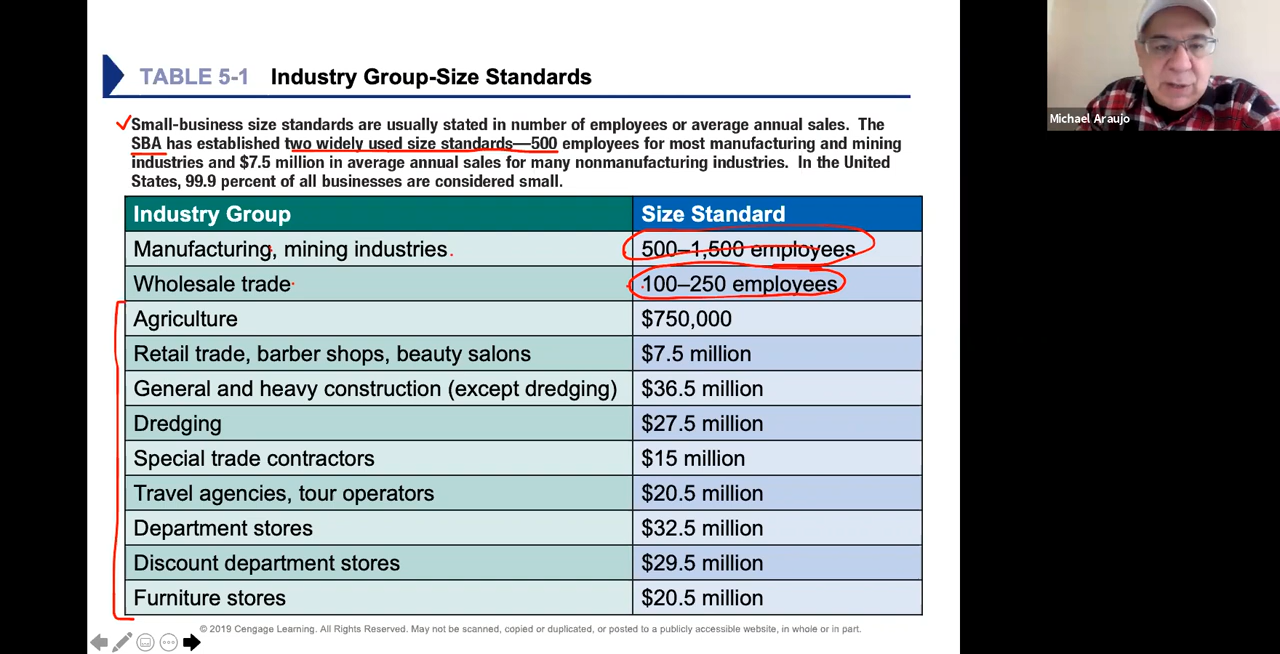 TABLE 5-1 Industry Group-Size Standards
Small-business size standards are usually stated in number of employees or average annual sales. The
SBA has established two widely used size standards—500 employees for most manufacturing and mining
industries and $7.5 million in average annual sales for many nonmanufacturing industries. In the United
States, 99.9 percent of all businesses are considered small.
Industry Group Size Standard
Manufacturing, mining industries 500–1,500 employees
Wholesale trade 100–250 employees
Agriculture $750,000
Retail trade, barber shops, beauty salons $7.5 million
General and heavy construction (except dredging) $36.5 million
Dredging $27.5 million
Special trade contractors $15 million
Travel agencies, tour operators $20.5 million
Department stores $32.5 million
Discount department stores $29.5 million
Furniture stores $20.5 million
© 2019 Cengage Learning. All Rights Reserved. May not be scanned, copied or duplicated, or posted to a publicly accessible website, in whole or in part.
Michael Araujo